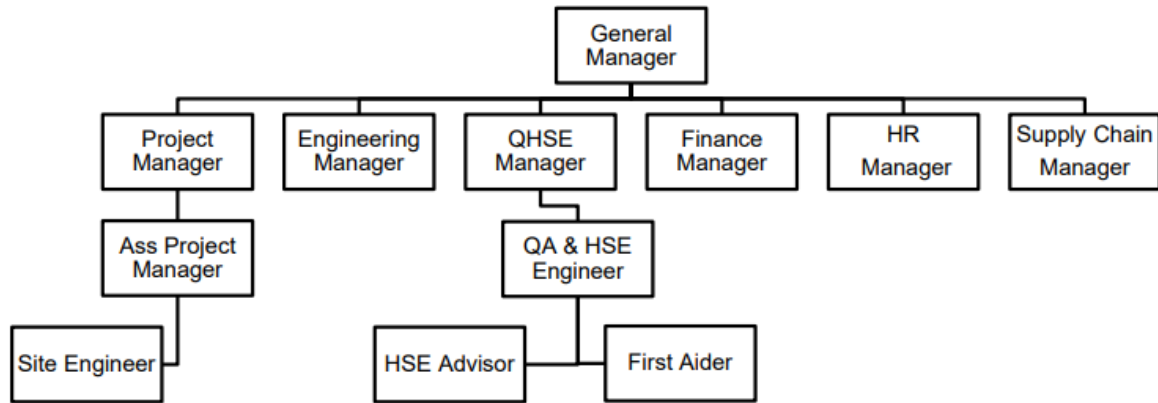 General
Manager
Project
Manager
Engineering
Manager
QHSE
Manager
Finance
Manager
HR
Manager
Supply Chain
Manager
Ass Project
Manager
QA & HSE
Engineer
Site Engineer
HSE Advisor
First Aider